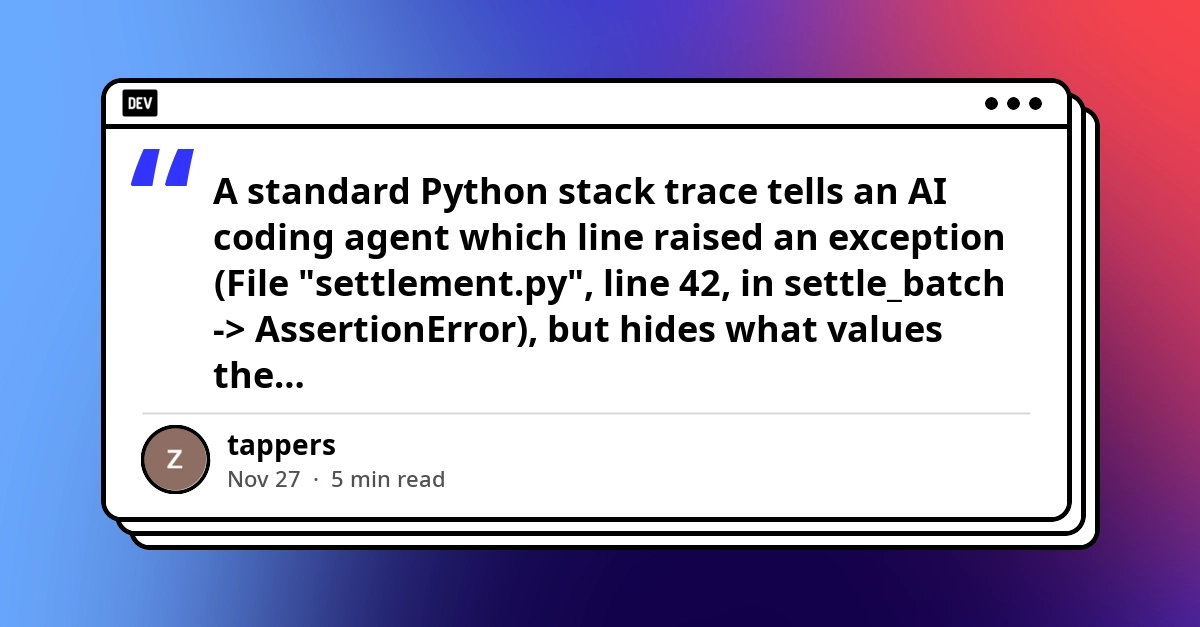 DEV
“
A standard Python stack trace tells an AI
coding agent which line raised an exception
(File "settlement.py", line 42, in settle_batch
-> AssertionError), but hides what values
the...
Z
tappers
Nov 27 · 5 min read